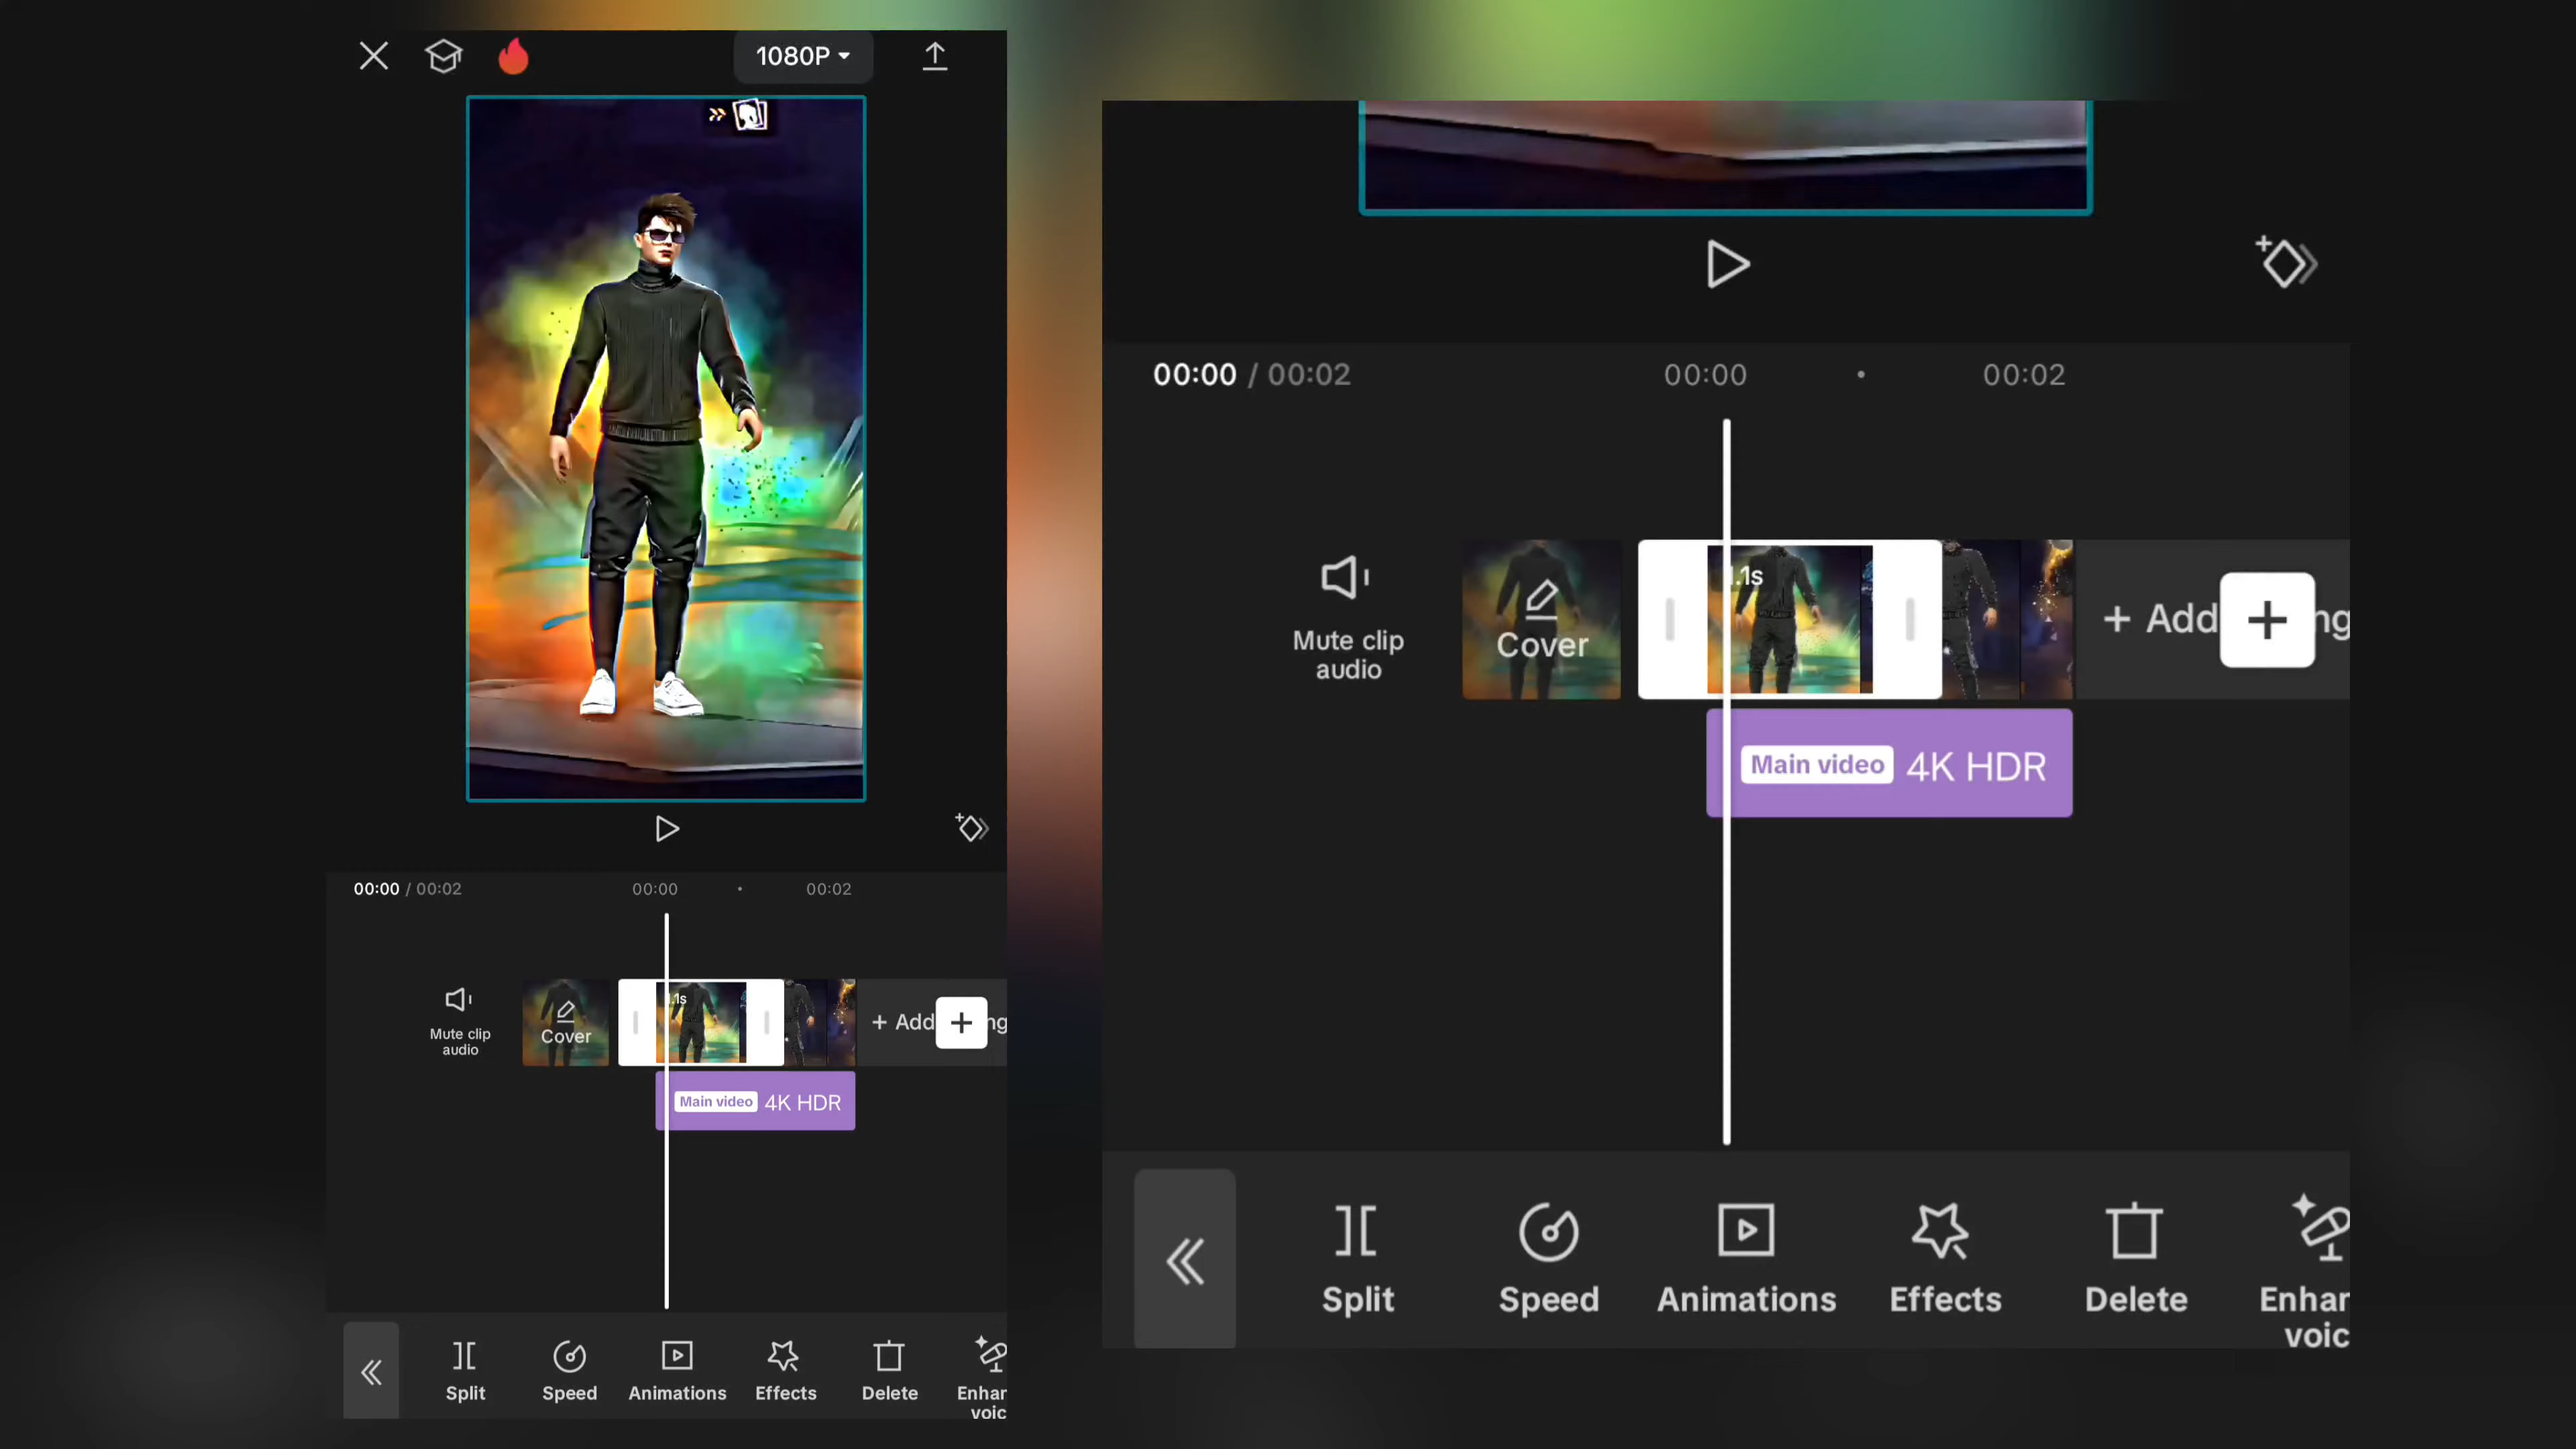 1080P
00:00 / 00:02
00:00
00:02
Mute clip
audio
Cover
.1s
+ Add
ng
Main video 4K HDR
Split
Speed
Animations
Effects
Delete
Enhar
voic
00:00 / 00:02
00:00
00:02
Mute clip
audio
Cover
.1s
+ Add
ng
Main video 4K HDR
Split
Speed
Animations
Effects
Delete
Enhar
voic